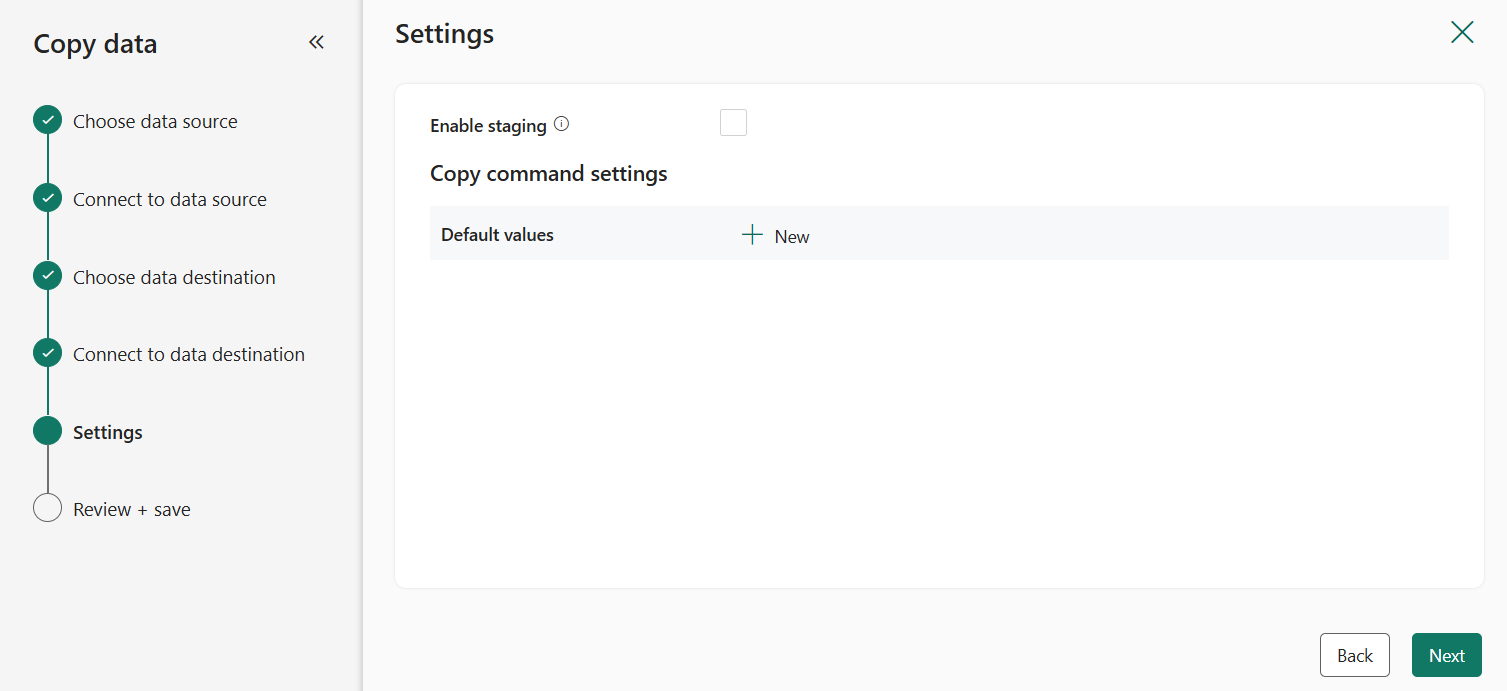 Copy data
Choose data source
Connect to data source
Choose data destination
Connect to data destination
Settings
Review + save
Settings
Enable staging
Copy command settings
Default values
New
Back
Next